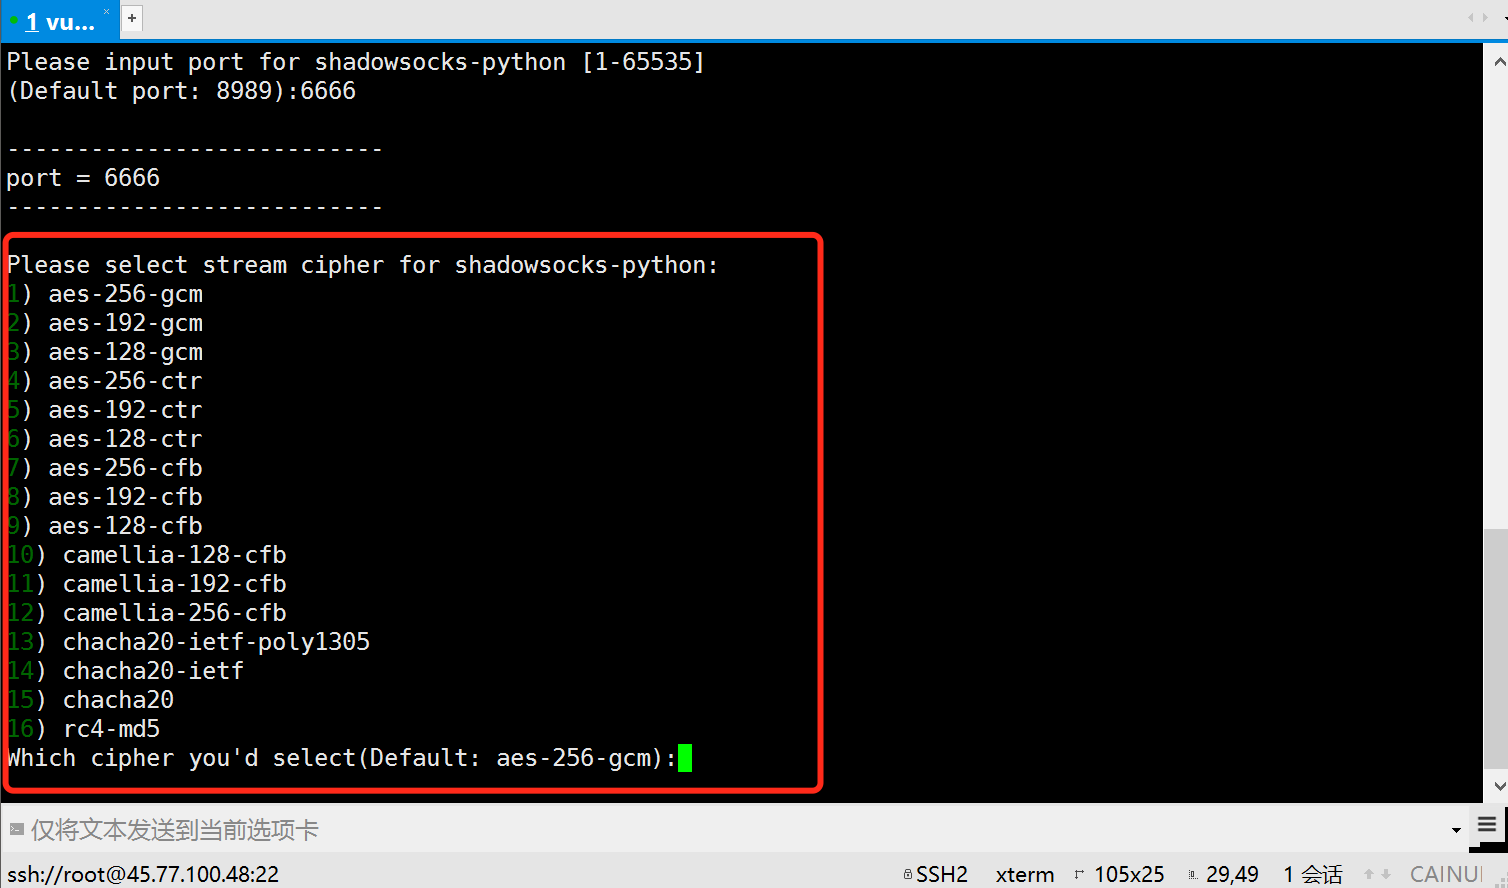 1 vu...
Please input port for shadowsocks-python [1-65535]
(Default port: 8989):6666
---------------------------
port = 6666
---------------------------
Please select stream cipher for shadowsocks-python:
1) aes-256-gcm
2) aes-192-gcm
3) aes-128-gcm
4) aes-256-ctr
5) aes-192-ctr
6) aes-128-ctr
7) aes-256-cfb
8) aes-192-cfb
9) aes-128-cfb
10) camellia-128-cfb
11) camellia-192-cfb
12) camellia-256-cfb
13) chacha20-ietf-poly1305
14) chacha20-ietf
15) chacha20
16) rc4-md5
Which cipher you'd select(Default: aes-256-gcm):
仅将文本发送到当前选项卡
ssh://root@45.77.100.48:22 SSH2 xterm 105x25 29,49 1 会话 CAINU